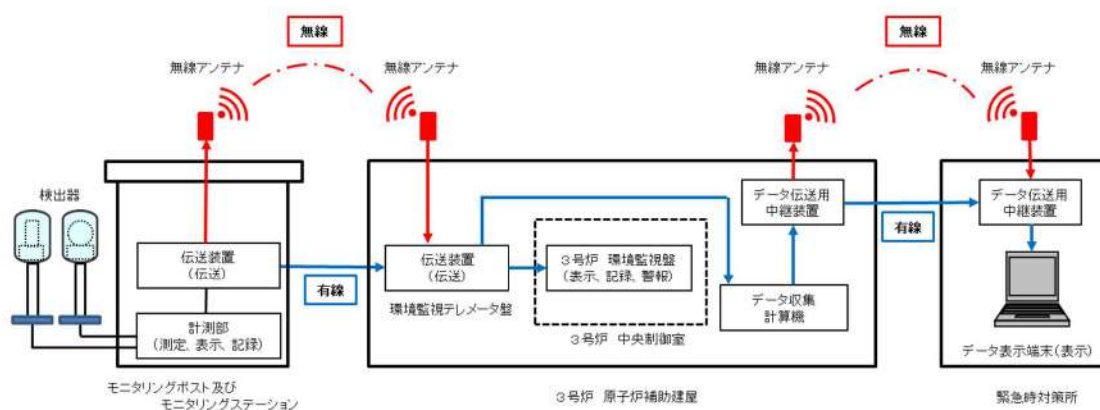 無線
無線
無線アンテナ
無線アンテナ
無線アンテナ
無線アンテナ
検出器
伝送装置
(伝送)
計測部
(測定、表示、記録)
モニタリングポスト及び
モニタリングステーション
有線
伝送装置
(伝送)
環境監視テレメータ盤
3号炉 環境監視盤
(表示、記録、警報)
3号炉 中央制御室
データ伝送用
中継装置
データ収集
計算機
3号炉 原子炉補助建屋
有線
データ伝送用
中継装置
データ表示端末(表示)
緊急時対策所